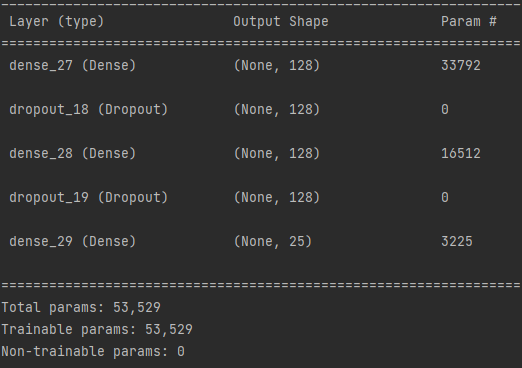 _________________________________________________________________
Layer (type) Output Shape Param #
=================================================================
dense_27 (Dense) (None, 128) 33792
dropout_18 (Dropout) (None, 128) 0
dense_28 (Dense) (None, 128) 16512
dropout_19 (Dropout) (None, 128) 0
dense_29 (Dense) (None, 25) 3225
=================================================================
Total params: 53,529
Trainable params: 53,529
Non-trainable params: 0